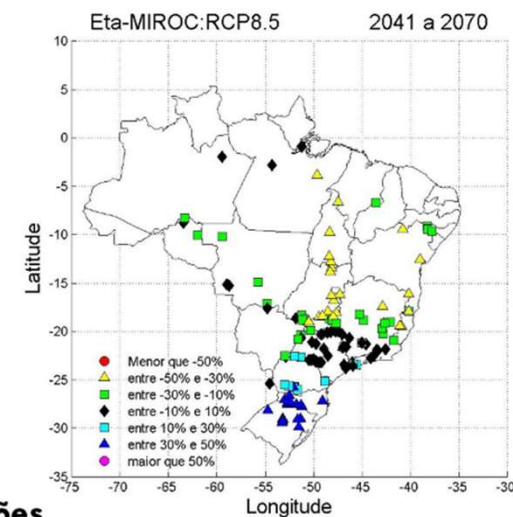 Eta-MIROC:RCP8.5 2041 a 2070
10
5
0
-5
-10
-15
-20
-25
-30
-35
Latitude
Menor que -50%
entre -50% e -30%
entre -30% e -10%
entre -10% e 10%
entre 10% e 30%
entre 30% e 50%
maior que 50%
-75 -70 -65 -60 -55 -50 -45 -40 -35 -30
Longitude
ões